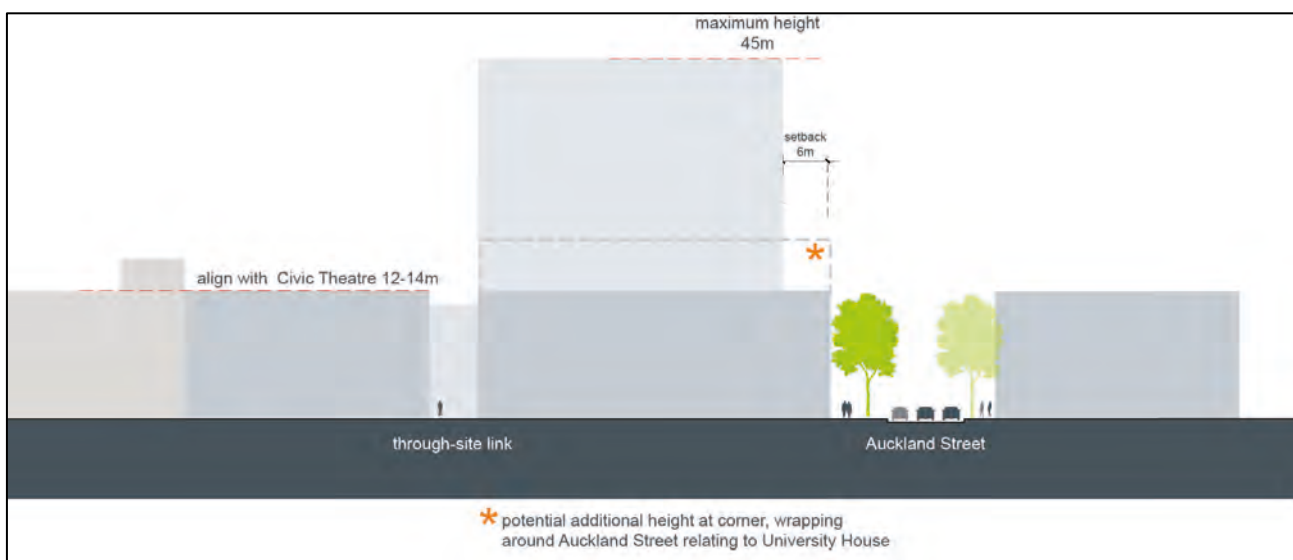 maximum height
45m
setback
6m
*
align with Civic Theatre 12-14m
through-site link
Auckland Street
* potential additional height at corner, wrapping
around Auckland Street relating to University House